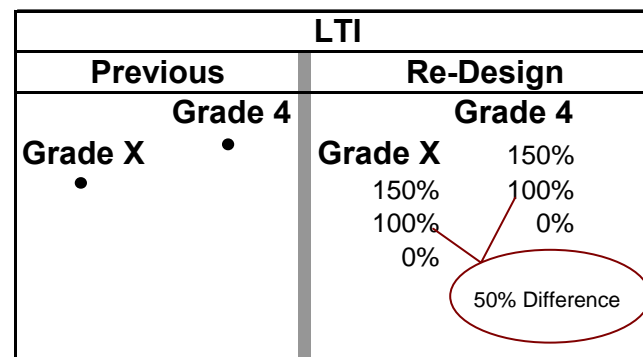 LTI
Previous
Re-Design
Grade 4
Grade X
Grade 4
Grade X
150%
150%
100%
100%
0%
0%
50% Difference